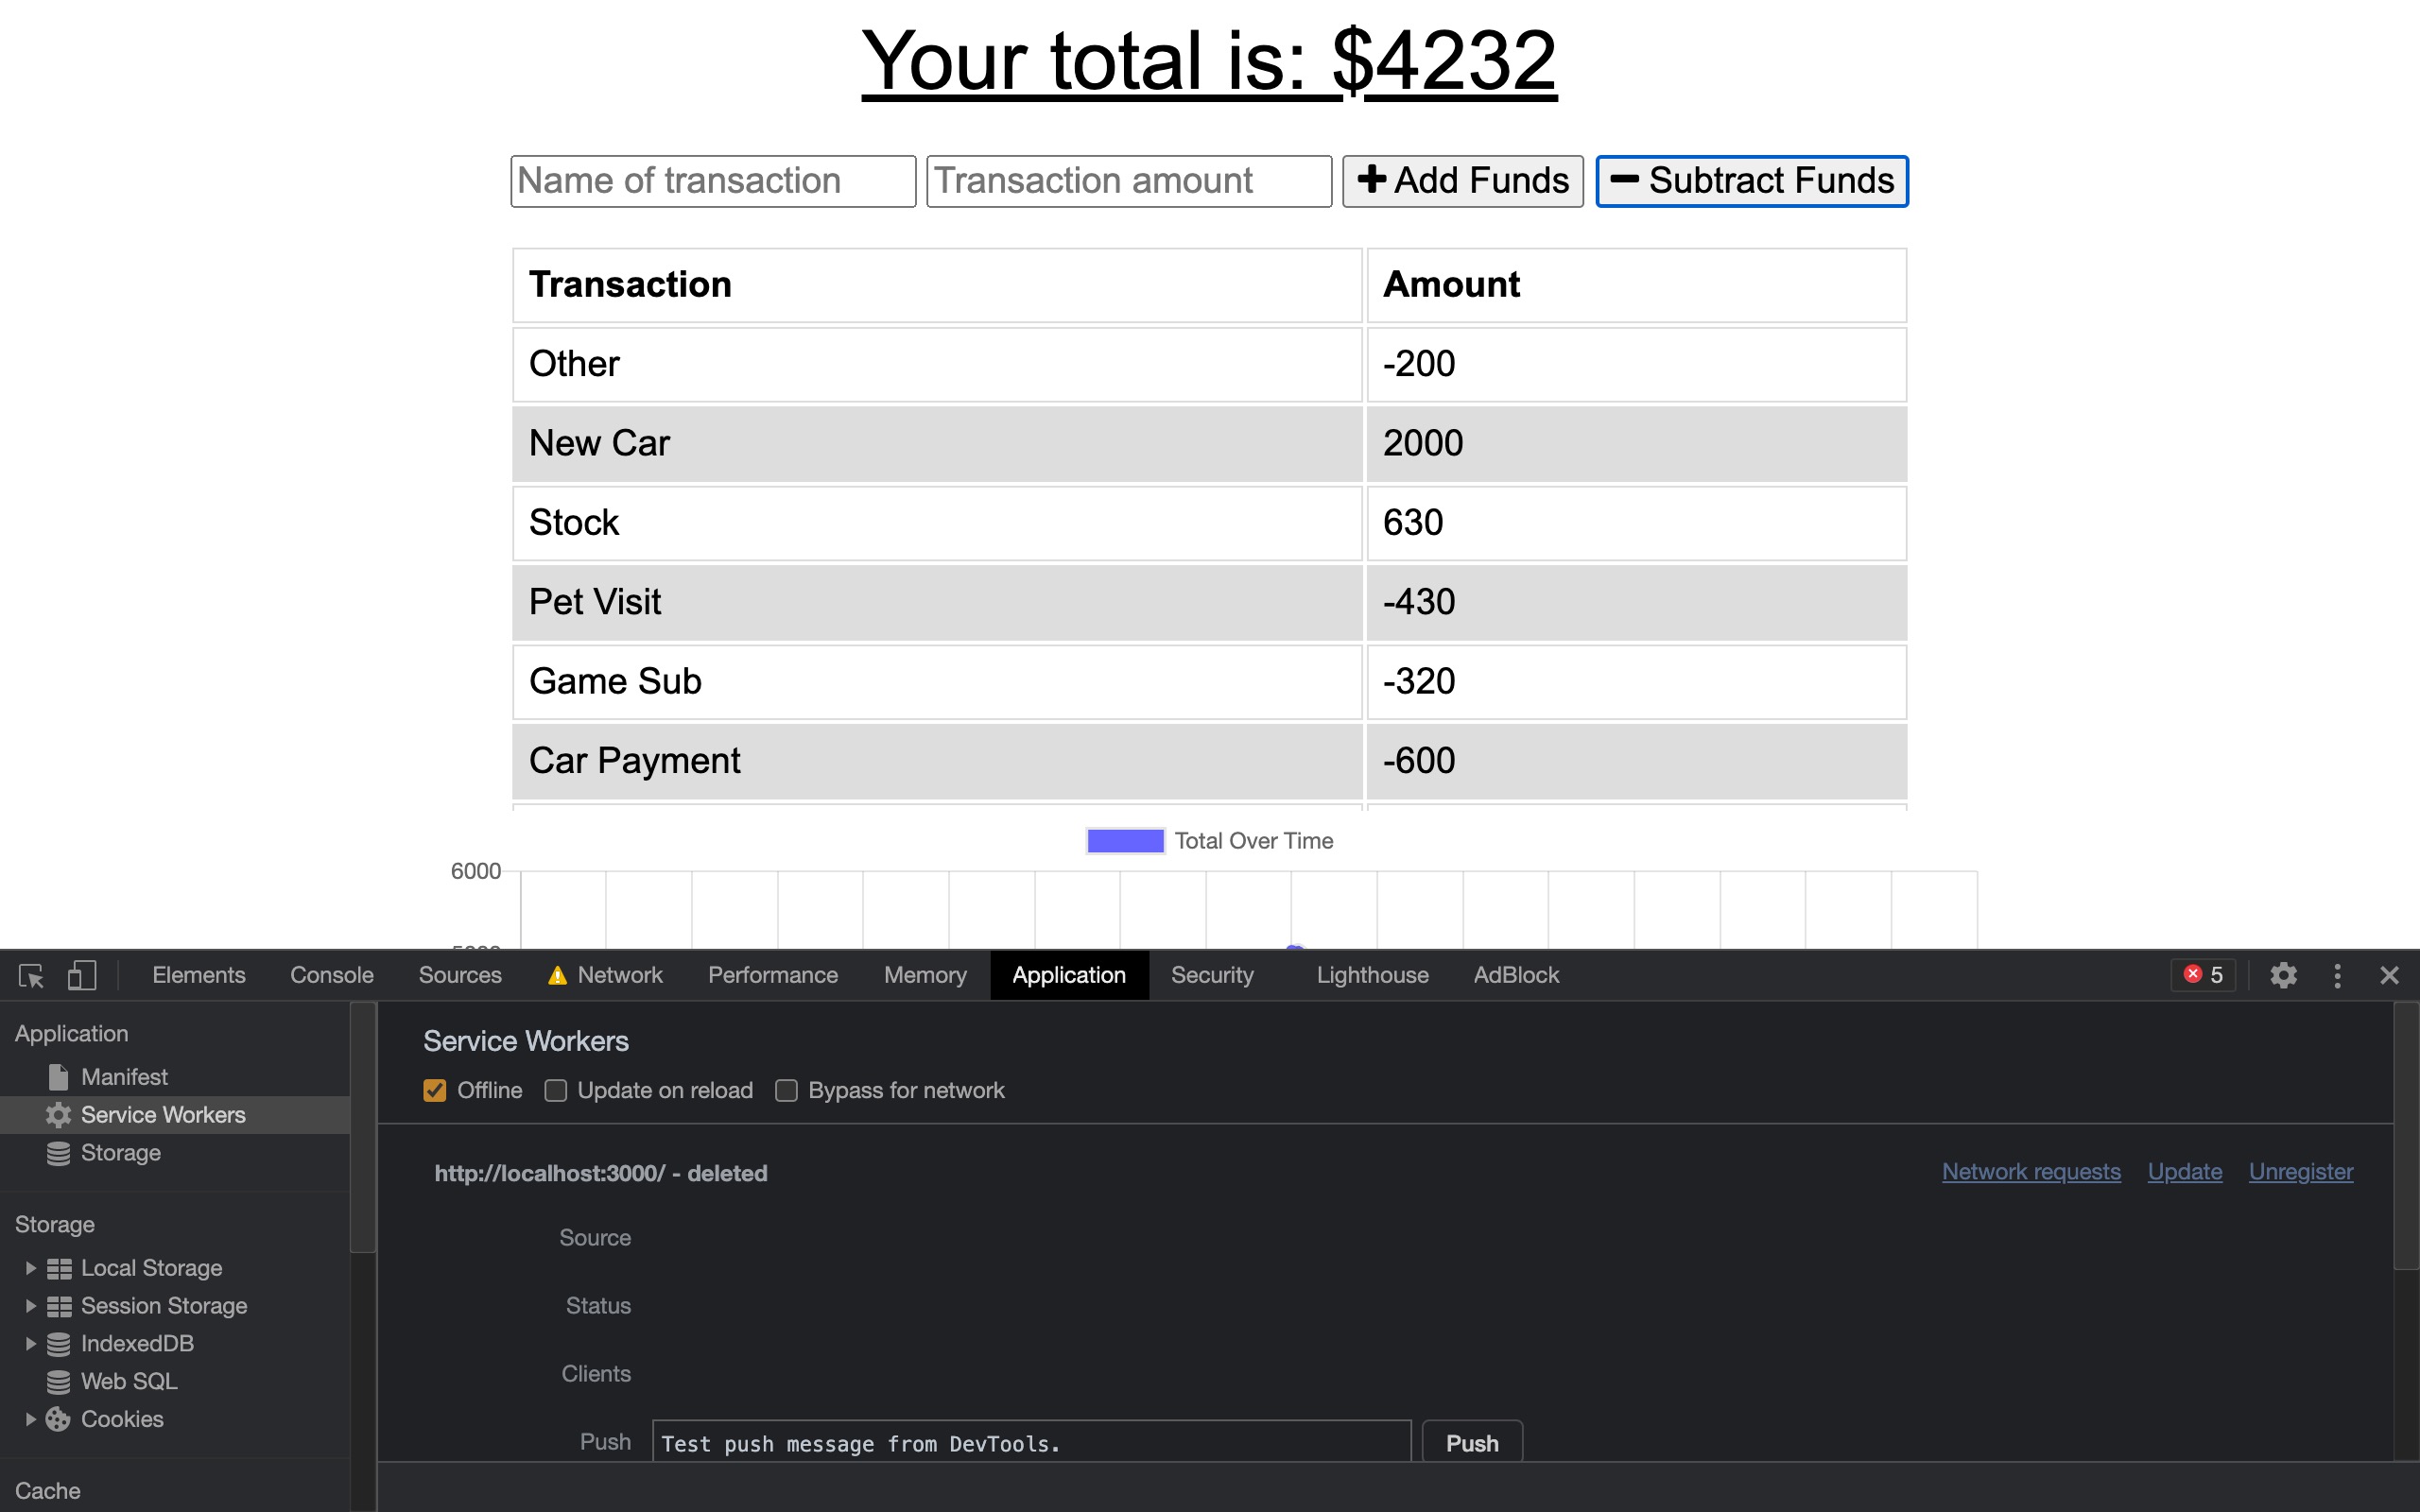 Your total is: $4232
Name of transaction Transaction amount Add Funds Subtract Funds
Transaction Amount
Other -200
New Car 2000
Stock 630
Pet Visit -430
Game Sub -320
Car Payment -600
Total Over Time
6000
Elements Console Sources Network Performance Memory Application Security Lighthouse AdBlock 5
Application
Manifest
Service Workers
Storage
Storage
Local Storage
Session Storage
IndexedDB
Web SQL
Cookies
Cache
Service Workers
Offline Update on reload Bypass for network
http://localhost:3000/ - deleted Network requests Update Unregister
Source
Status
Clients
Push Test push message from DevTools. Push